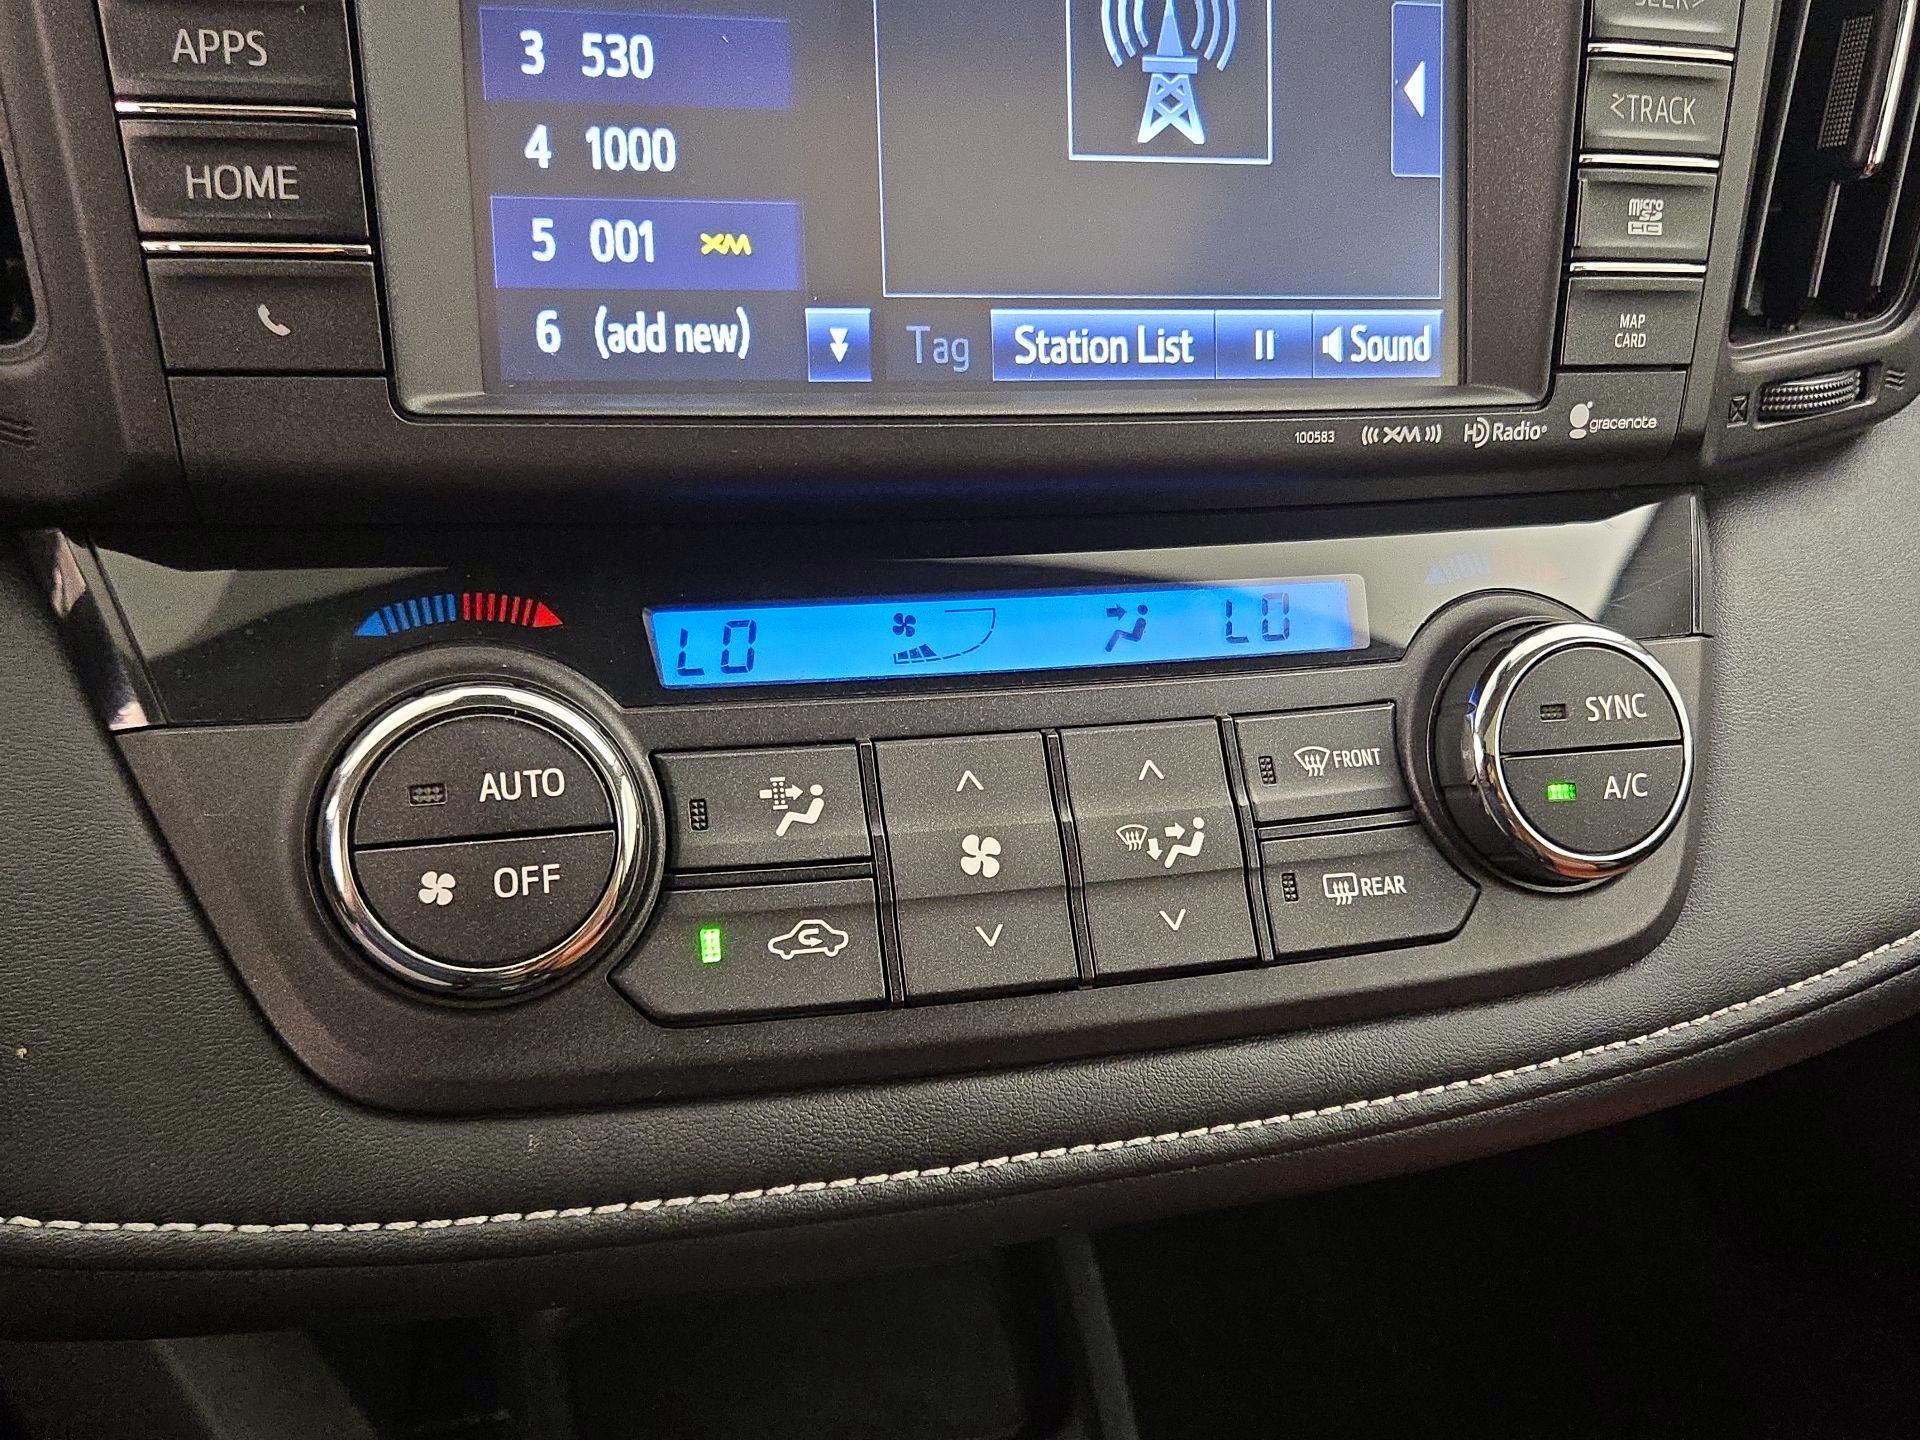 APPS
HOME
3 530
4 1000
5 001 XM
6 (add new)
Tag
Station List
Sound
SEEK>
<TRACK
micro
SD
HC
MAP
CARD
100583
((( XM )))
HD Radio®
gracenote
LO
LO
AUTO
OFF
FRONT
REAR
SYNC
A/C